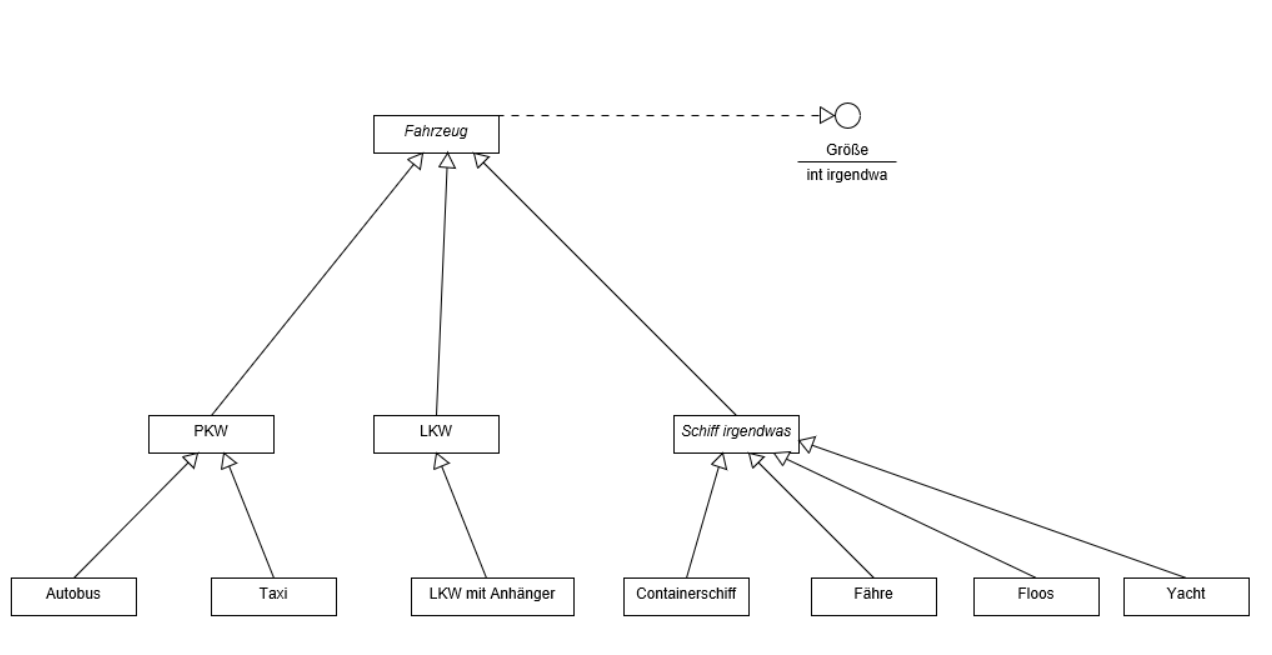 Fahrzeug
Größe
int irgendwa
PKW
LKW
Schiff irgendwas
Autobus
Taxi
LKW mit Anhänger
Containerschiff
Fähre
Floos
Yacht